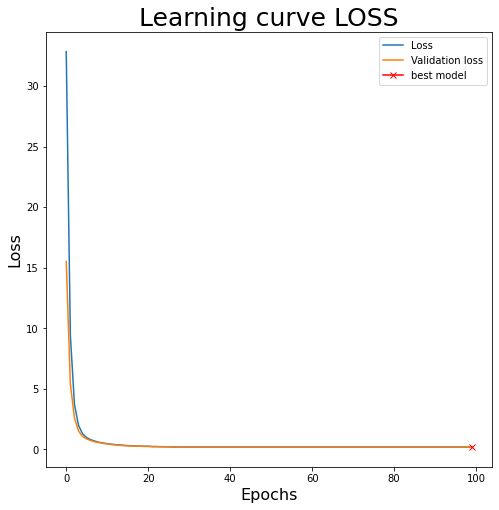 Learning curve LOSS
Loss
Validation loss
best model
30
25
20
15
10
5
0
Loss
0 20 40 60 80 100
Epochs